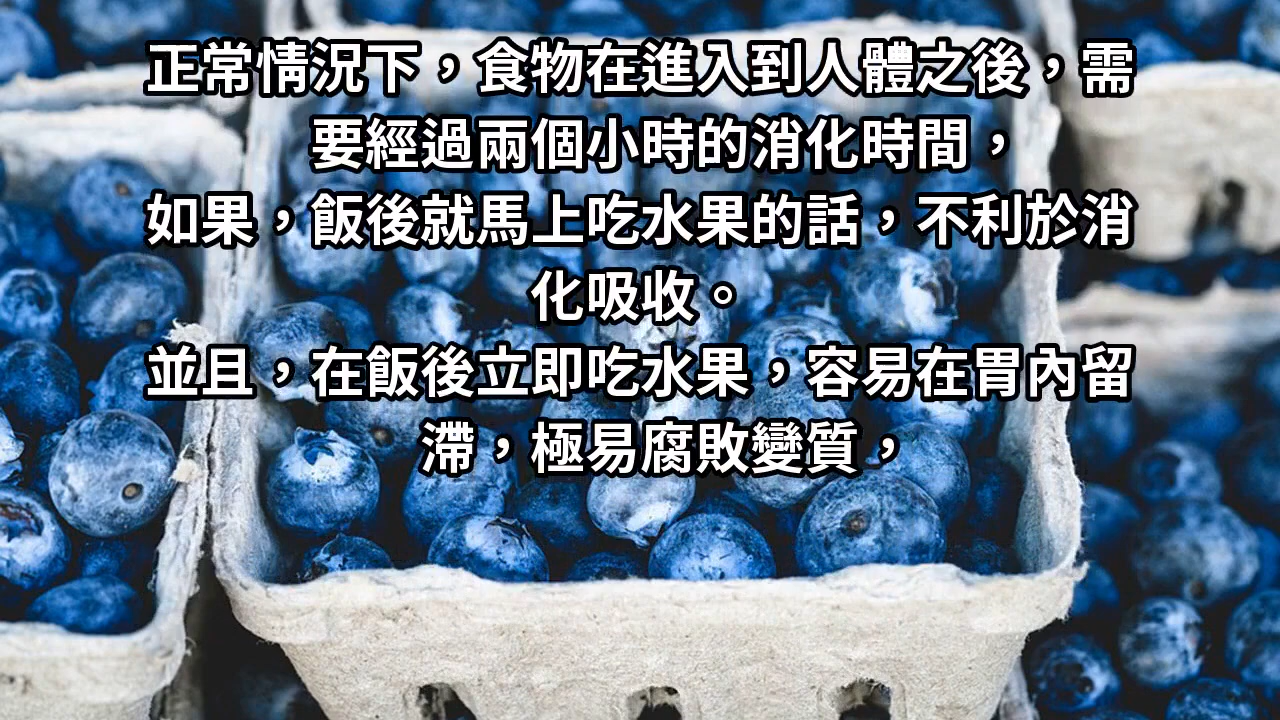 正常情況下，食物在進入到人體之後，需
要經過兩個小時的消化時間，
如果，飯後就馬上吃水果的話，不利於消
化吸收。
並且，在飯後立即吃水果，容易在胃內留
滯，極易腐敗變質，